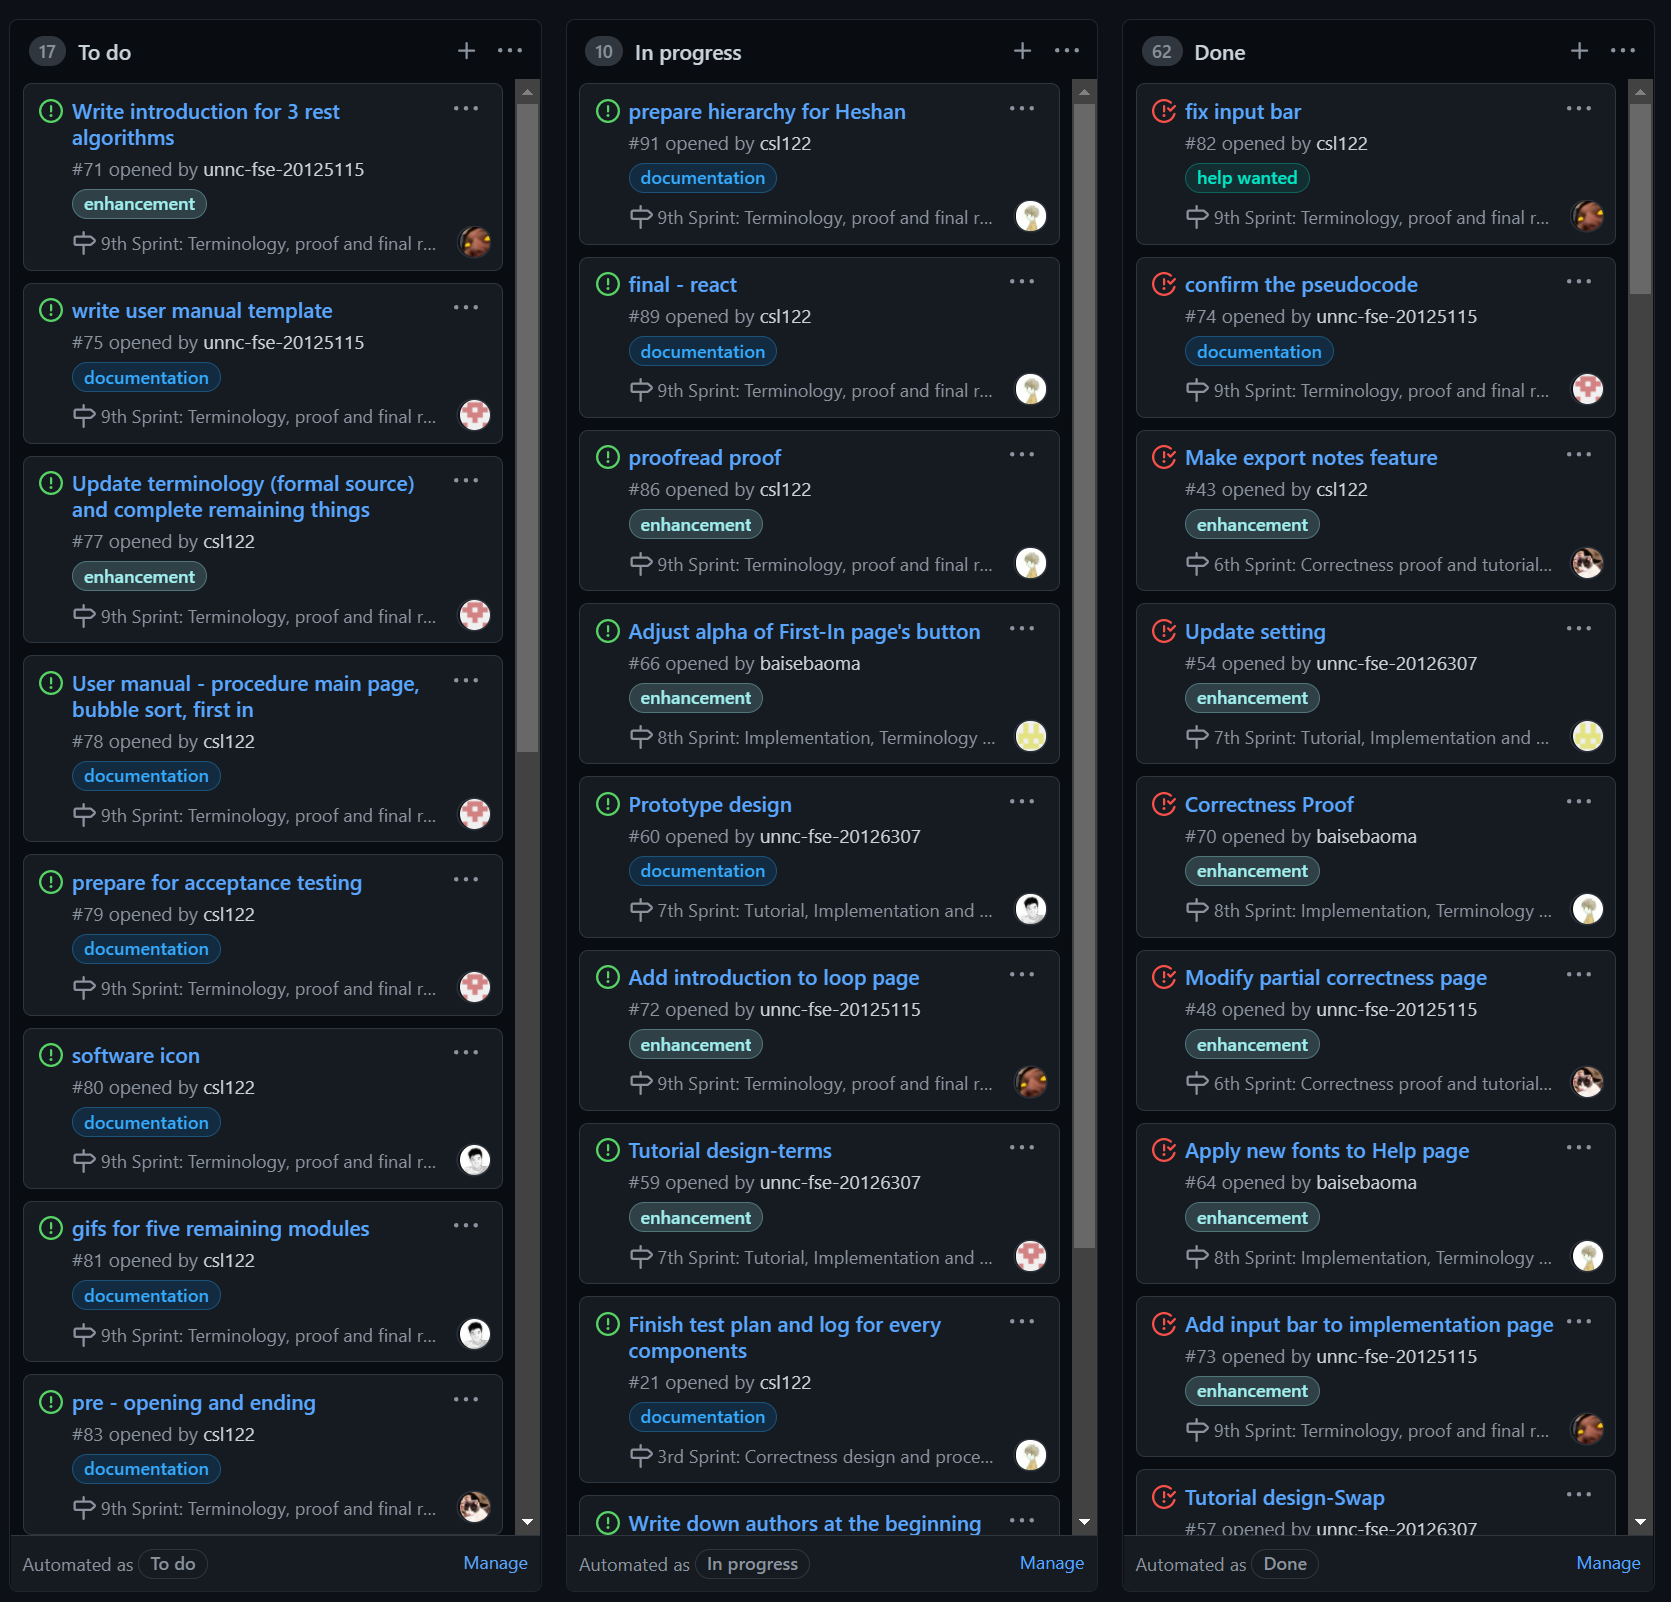 17 To do
Write introduction for 3 rest
algorithms
#71 opened by unnc-fse-20125115
enhancement
9th Sprint: Terminology, proof and final r...
write user manual template
#75 opened by unnc-fse-20125115
documentation
9th Sprint: Terminology, proof and final r...
Update terminology (formal source)
and complete remaining things
#77 opened by csl122
enhancement
9th Sprint: Terminology, proof and final r...
User manual - procedure main page,
bubble sort, first in
#78 opened by csl122
documentation
9th Sprint: Terminology, proof and final r...
prepare for acceptance testing
#79 opened by csl122
documentation
9th Sprint: Terminology, proof and final r...
software icon
#80 opened by csl122
documentation
9th Sprint: Terminology, proof and final r...
gifs for five remaining modules
#81 opened by csl122
documentation
9th Sprint: Terminology, proof and final r...
pre - opening and ending
#83 opened by csl122
documentation
9th Sprint: Terminology, proof and final r...
Automated as To do Manage
10 In progress
prepare hierarchy for Heshan
#91 opened by csl122
documentation
9th Sprint: Terminology, proof and final r...
final - react
#89 opened by csl122
documentation
9th Sprint: Terminology, proof and final r...
proofread proof
#86 opened by csl122
enhancement
9th Sprint: Terminology, proof and final r...
Adjust alpha of First-In page's button
#66 opened by baisebaoma
enhancement
8th Sprint: Implementation, Terminology ...
Prototype design
#60 opened by unnc-fse-20126307
documentation
7th Sprint: Tutorial, Implementation and ...
Add introduction to loop page
#72 opened by unnc-fse-20125115
enhancement
9th Sprint: Terminology, proof and final r...
Tutorial design-terms
#59 opened by unnc-fse-20126307
enhancement
7th Sprint: Tutorial, Implementation and ...
Finish test plan and log for every
components
#21 opened by csl122
documentation
3rd Sprint: Correctness design and proce...
Write down authors at the beginning
Automated as In progress Manage
62 Done
fix input bar
#82 opened by csl122
help wanted
9th Sprint: Terminology, proof and final r...
confirm the pseudocode
#74 opened by unnc-fse-20125115
documentation
9th Sprint: Terminology, proof and final r...
Make export notes feature
#43 opened by csl122
enhancement
6th Sprint: Correctness proof and tutorial...
Update setting
#54 opened by unnc-fse-20126307
enhancement
7th Sprint: Tutorial, Implementation and ...
Correctness Proof
#70 opened by baisebaoma
enhancement
8th Sprint: Implementation, Terminology ...
Modify partial correctness page
#48 opened by unnc-fse-20125115
enhancement
6th Sprint: Correctness proof and tutorial...
Apply new fonts to Help page
#64 opened by baisebaoma
enhancement
8th Sprint: Implementation, Terminology ...
Add input bar to implementation page
#73 opened by unnc-fse-20125115
enhancement
9th Sprint: Terminology, proof and final r...
Tutorial design-Swap
#57 opened by unnc-fse-20126307
Automated as Done Manage